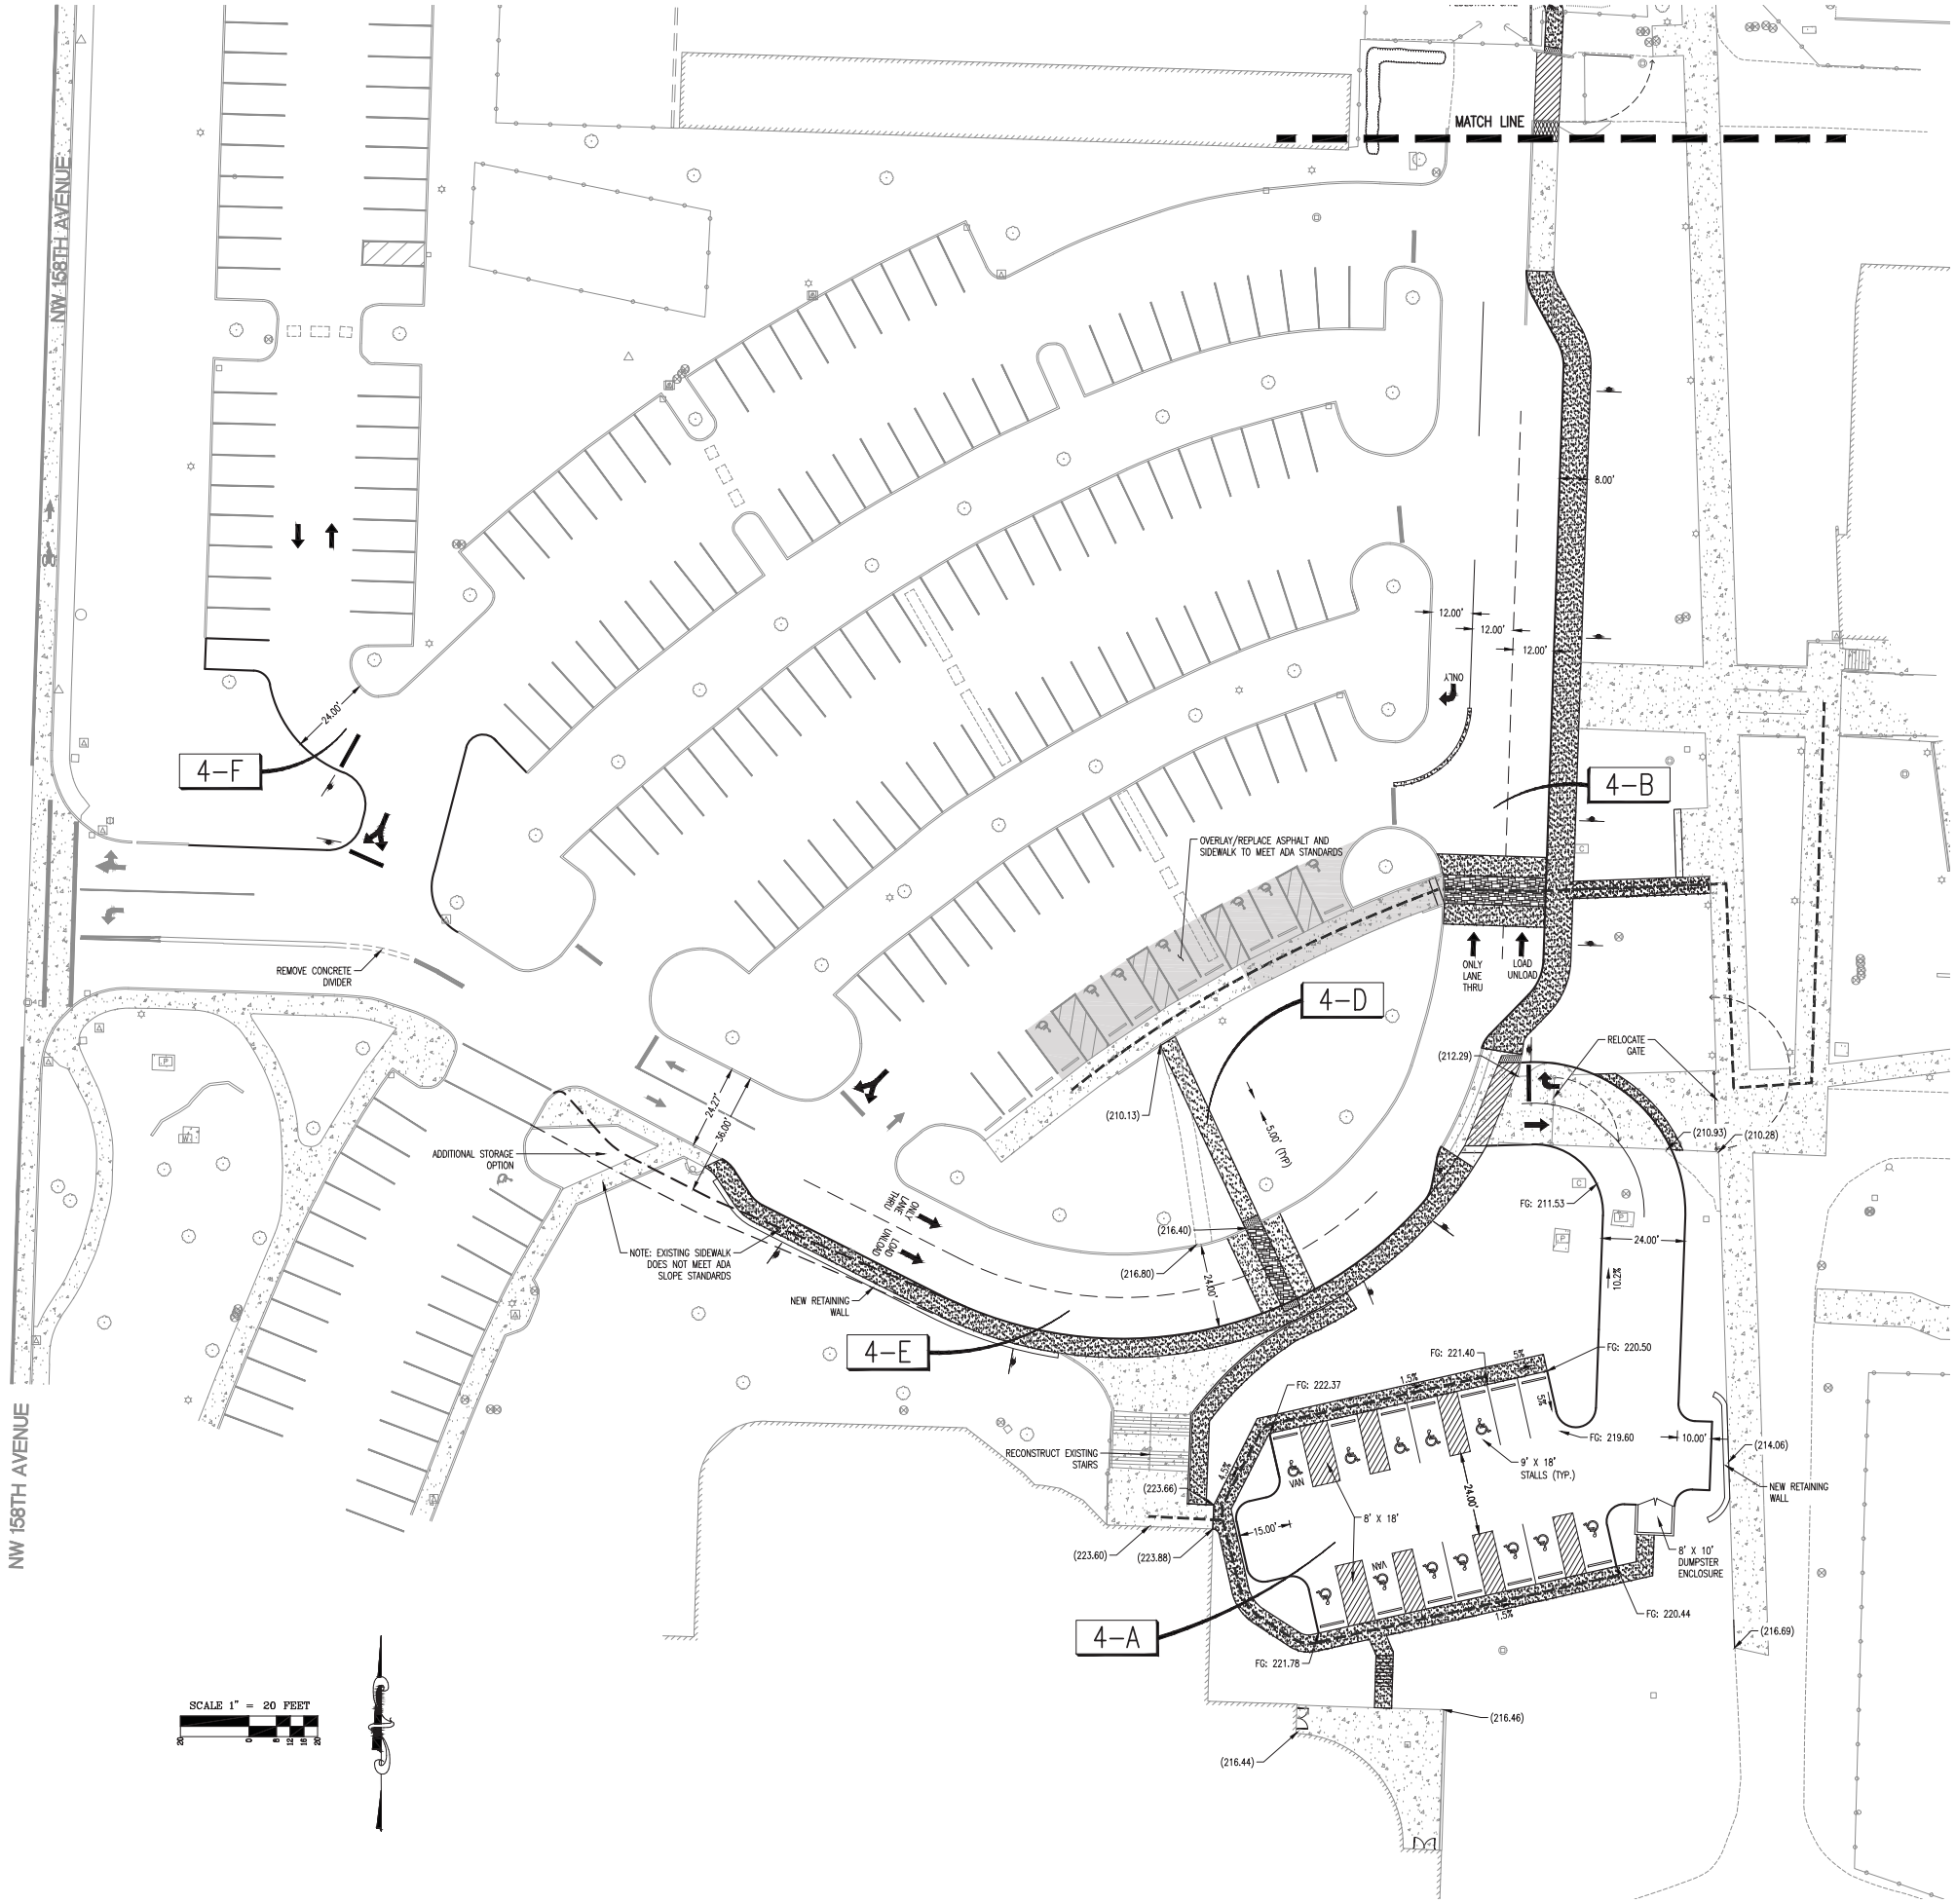 MATCH LINE
NW 158TH AVENUE
8.00'
12.00'
12.00'
12.00'
ONLY
24.00'
4-F
4-B
OVERLAY/REPLACE ASPHALT AND
SIDEWALK TO MEET ADA STANDARDS
REMOVE CONCRETE
DIVIDER
ONLY
LANE
THRU
LOAD
UNLOAD
4-D
RELOCATE
GATE
(212.29)
(210.13)
(210.93)
(210.28)
24.27'
36.00'
5.00' (TYP)
ADDITIONAL STORAGE
OPTION
P
W
C
FG: 211.53
P
P
C
24.00'
10.2%
ONLY
LANE
THRU
LOAD
UNLOAD
(216.40)
(216.80)
24.00'
NOTE: EXISTING SIDEWALK
DOES NOT MEET ADA
SLOPE STANDARDS
NEW RETAINING
WALL
4-E
FG: 221.40
5%
FG: 220.50
1.5%
FG: 222.37
5%
FG: 219.60
10.00'
(214.06)
NW 158TH AVENUE
RECONSTRUCT EXISTING
STAIRS
4.5%
VAN
9' X 18'
STALLS (TYP.)
24.00'
NEW RETAINING
WALL
(223.66)
8' X 18'
15.00'
(223.60)
(223.88)
VAN
8' X 10'
DUMPSTER
ENCLOSURE
FG: 220.44
1.5%
4-A
FG: 221.78
(216.69)
SCALE 1" = 20 FEET
20
0
8
12
16
20
(216.46)
(216.44)